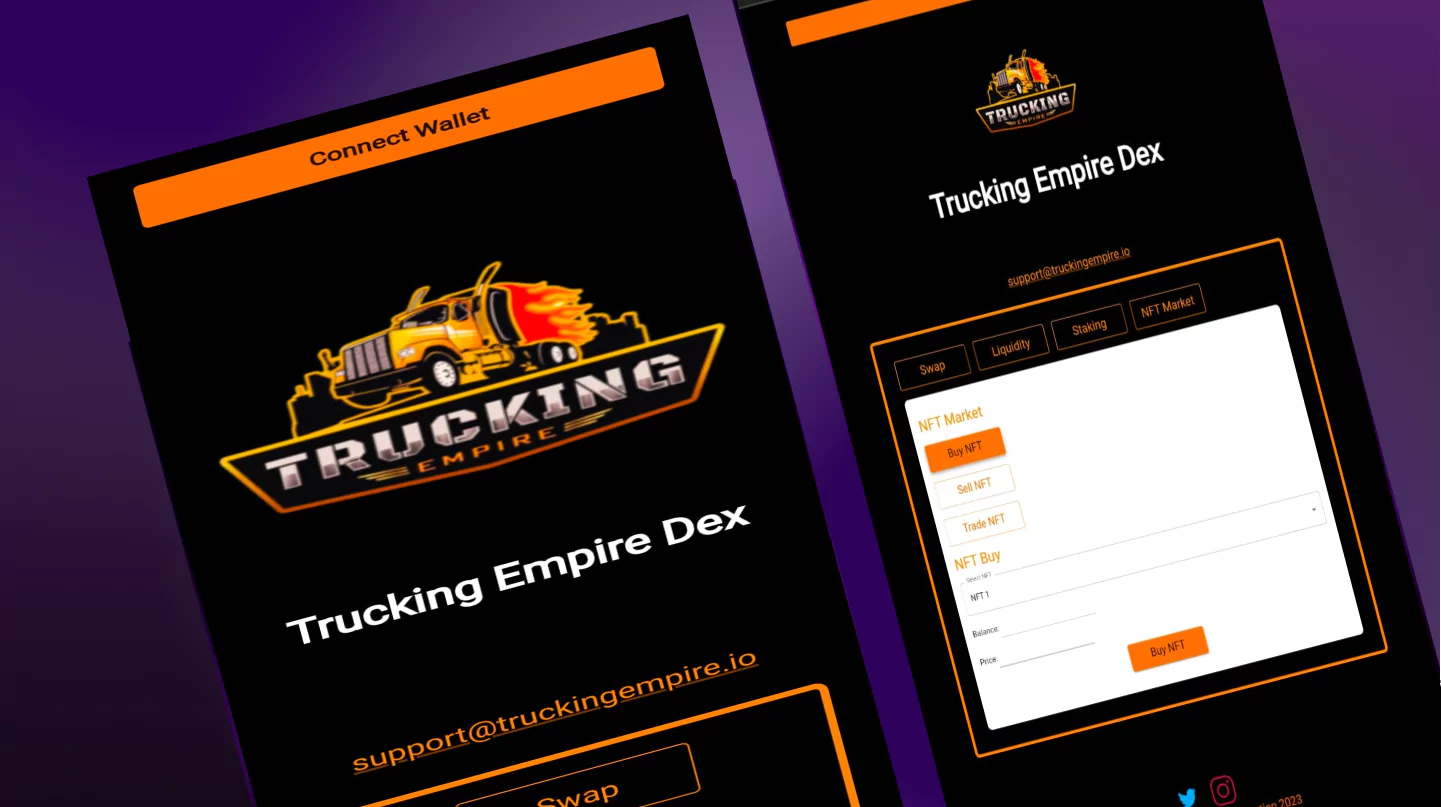 Connect Wallet
TRUCKING
EMPIRE
Trucking Empire Dex
support@truckingempire.io
Swap
TRUCKING
EMPIRE
Trucking Empire Dex
support@truckingempire.io
Swap
Liquidity
Staking
NFT Market
NFT Market
Buy NFT
Sell NFT
Trade NFT
NFT Buy
Select NFT
NFT 1
Balance:
Price:
Buy NFT
2023